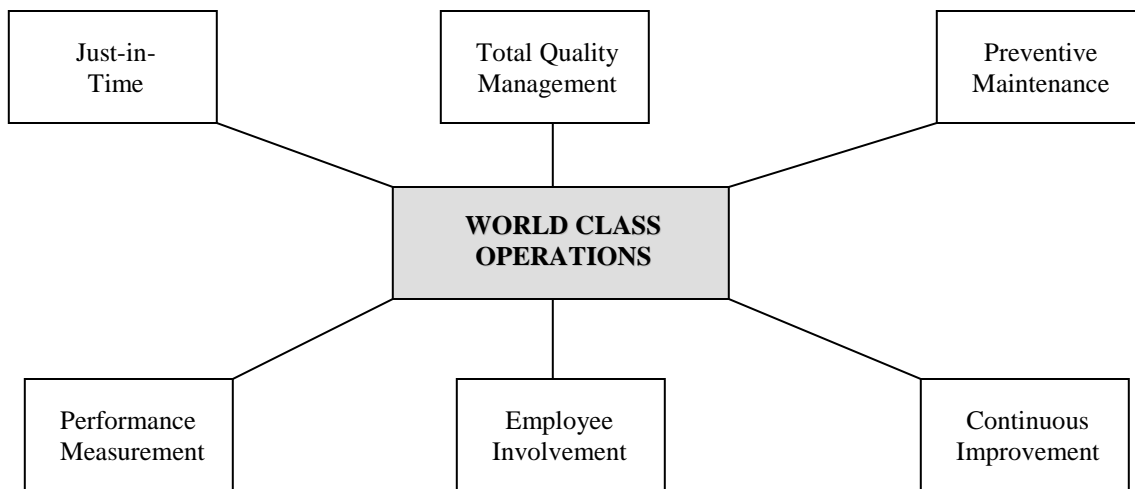 Just-in-
Time
Total Quality
Management
Preventive
Maintenance
WORLD CLASS
OPERATIONS
Performance
Measurement
Employee
Involvement
Continuous
Improvement